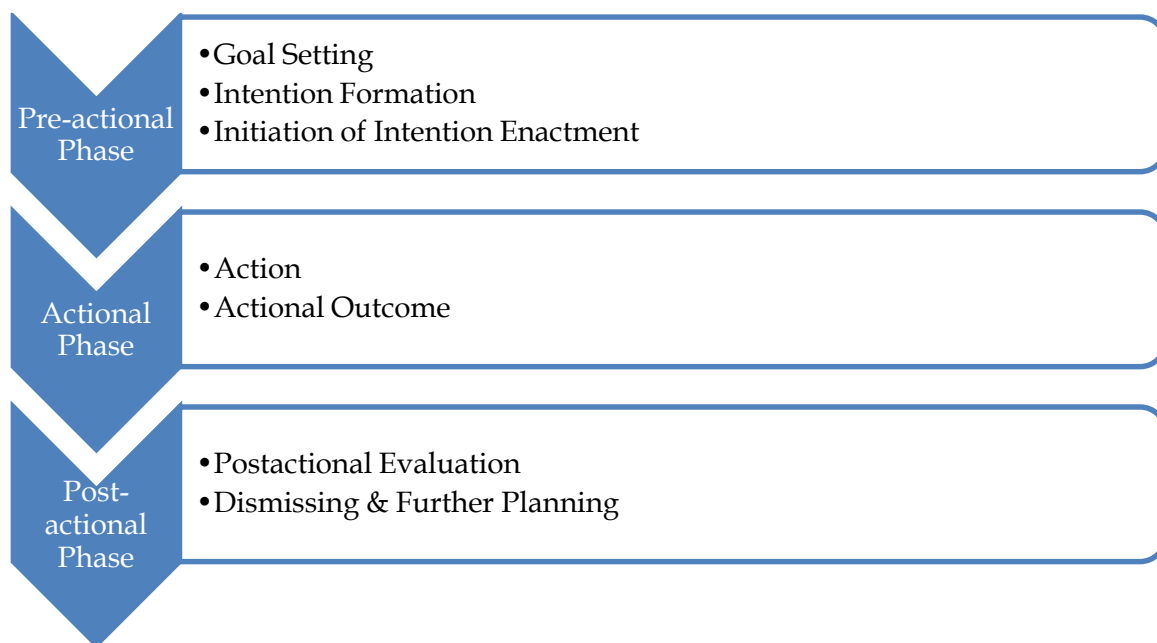 Pre-actional
Phase
•Goal Setting
•Intention Formation
•Initiation of Intention Enactment
Actional
Phase
•Action
•Actional Outcome
Post-
actional
Phase
•Postactional Evaluation
•Dismissing & Further Planning